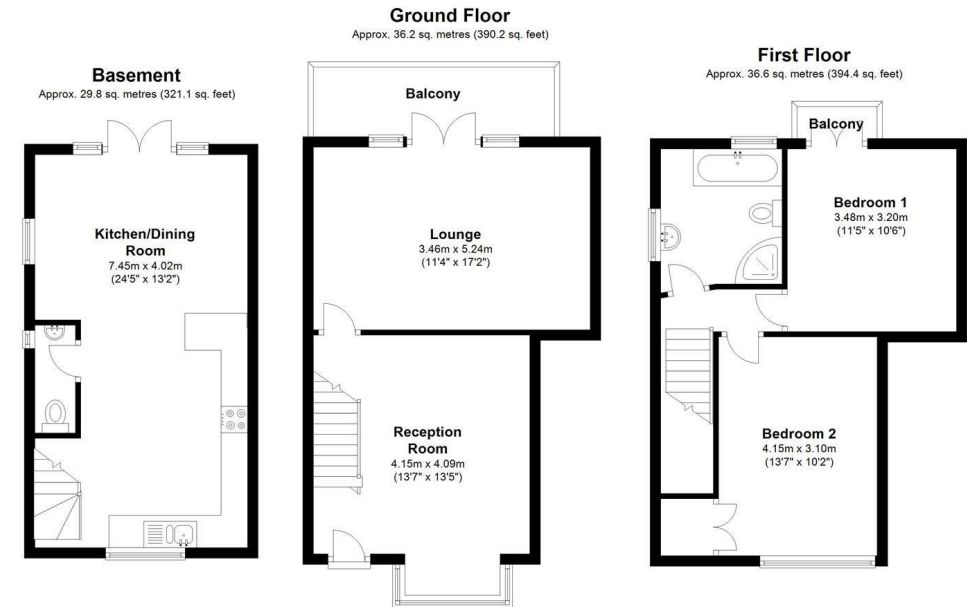 Basement
Approx. 29.8 sq. metres (321.1 sq. feet)
Kitchen/Dining
Room
7.45m x 4.02m
(24'5" x 13'2")
Ground Floor
Approx. 36.2 sq. metres (390.2 sq. feet)
Balcony
Lounge
3.46m x 5.24m
(11'4" x 17'2")
Reception
Room
4.15m x 4.09m
(13'7" x 13'5")
First Floor
Approx. 36.6 sq. metres (394.4 sq. feet)
Balcony
Bedroom 1
3.48m x 3.20m
(11'5" x 10'6")
Bedroom 2
4.15m x 3.10m
(13'7" x 10'2")